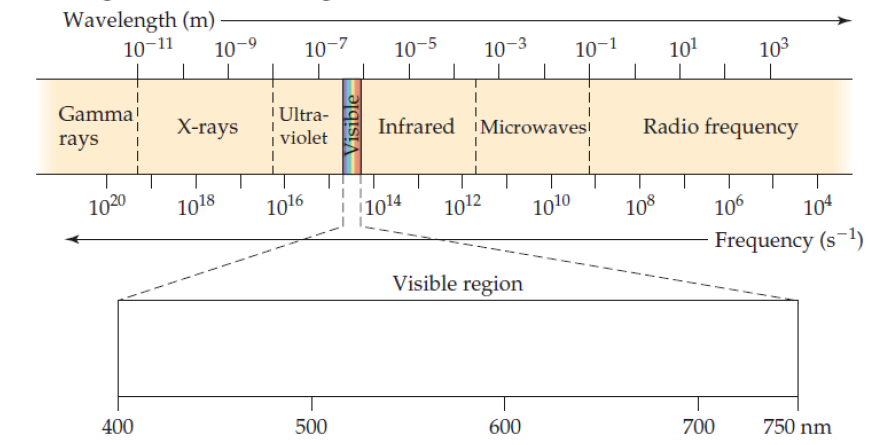 Wavelength (m)
10⁻¹¹ 10⁻⁹ 10⁻⁷ 10⁻⁵ 10⁻³ 10⁻¹ 10¹ 10³
Gamma rays
X-rays
Ultra-violet
Visible
Infrared
Microwaves
Radio frequency
10²⁰ 10¹⁸ 10¹⁶ 10¹⁴ 10¹² 10¹⁰ 10⁸ 10⁶ 10⁴
Frequency (s⁻¹)
Visible region
400 500 600 700 750 nm